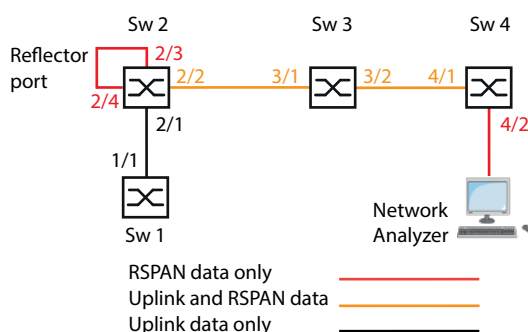 Sw 2
Sw 3
Sw 4
Reflector
port
2/3
2/4
2/2
3/1
3/2
4/1
2/1
4/2
1/1
Sw 1
Network
Analyzer
RSPAN data only
Uplink and RSPAN data
Uplink data only